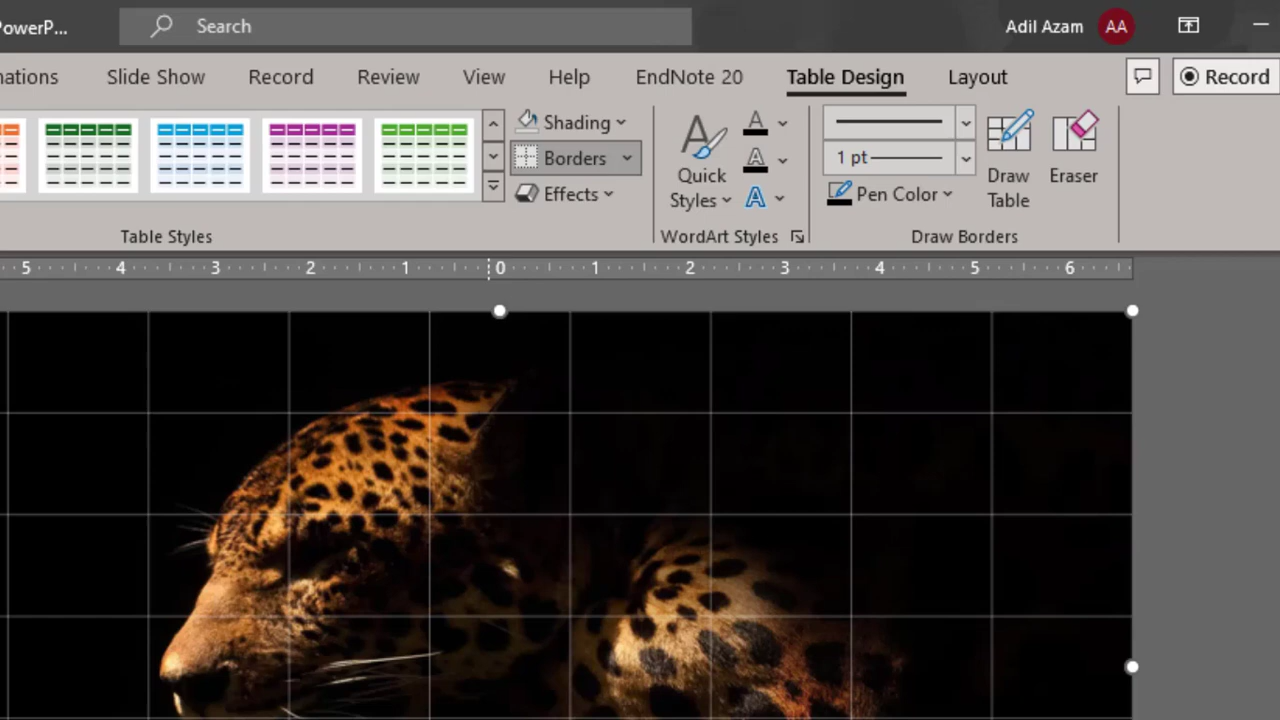 PowerP...
Search
Adil Azam
AA
Slide Show
Record
Review
View
Help
EndNote 20
Table Design
Layout
Record
Shading
Borders
Effects
Table Styles
Quick
Styles
A
A
A
WordArt Styles
1 pt
Pen Color
Draw
Table
Eraser
Draw Borders
5 4 3 2 1 0 1 2 3 4 5 6